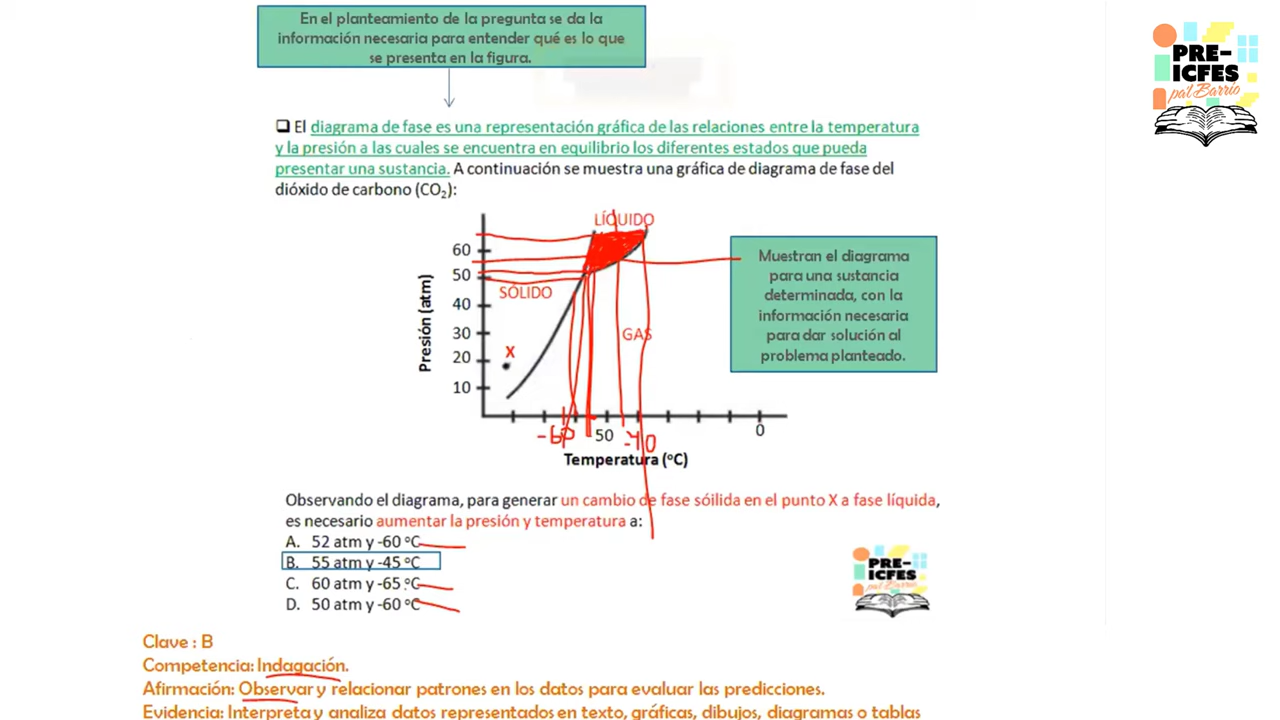 En el planteamiento de la pregunta se da la
información necesaria para entender qué es lo que
se presenta en la figura.
PRE-
ICFES
pa'l Barrio
❑ El diagrama de fase es una representación gráfica de las relaciones entre la temperatura
y la presión a las cuales se encuentra en equilibrio los diferentes estados que pueda
presentar una sustancia. A continuación se muestra una gráfica de diagrama de fase del
dióxido de carbono (CO₂):
LÍQUIDO
60
50
SÓLIDO
40
30
GAS
X
20
10
Presión (atm)
-60
50
-40
0
Temperatura (°C)
Muestran el diagrama
para una sustancia
determinada, con la
información necesaria
para dar solución al
problema planteado.
Observando el diagrama, para generar un cambio de fase sóilida en el punto X a fase líquida,
es necesario aumentar la presión y temperatura a:
A. 52 atm y -60 °C
B. 55 atm y -45 °C
C. 60 atm y -65 °C
D. 50 atm y -60 °C
PRE-
ICFES
pa'l Barrio
Clave : B
Competencia: Indagación.
Afirmación: Observar y relacionar patrones en los datos para evaluar las predicciones.
Evidencia: Interpreta y analiza datos representados en texto, gráficas, dibujos, diagramas o tablas